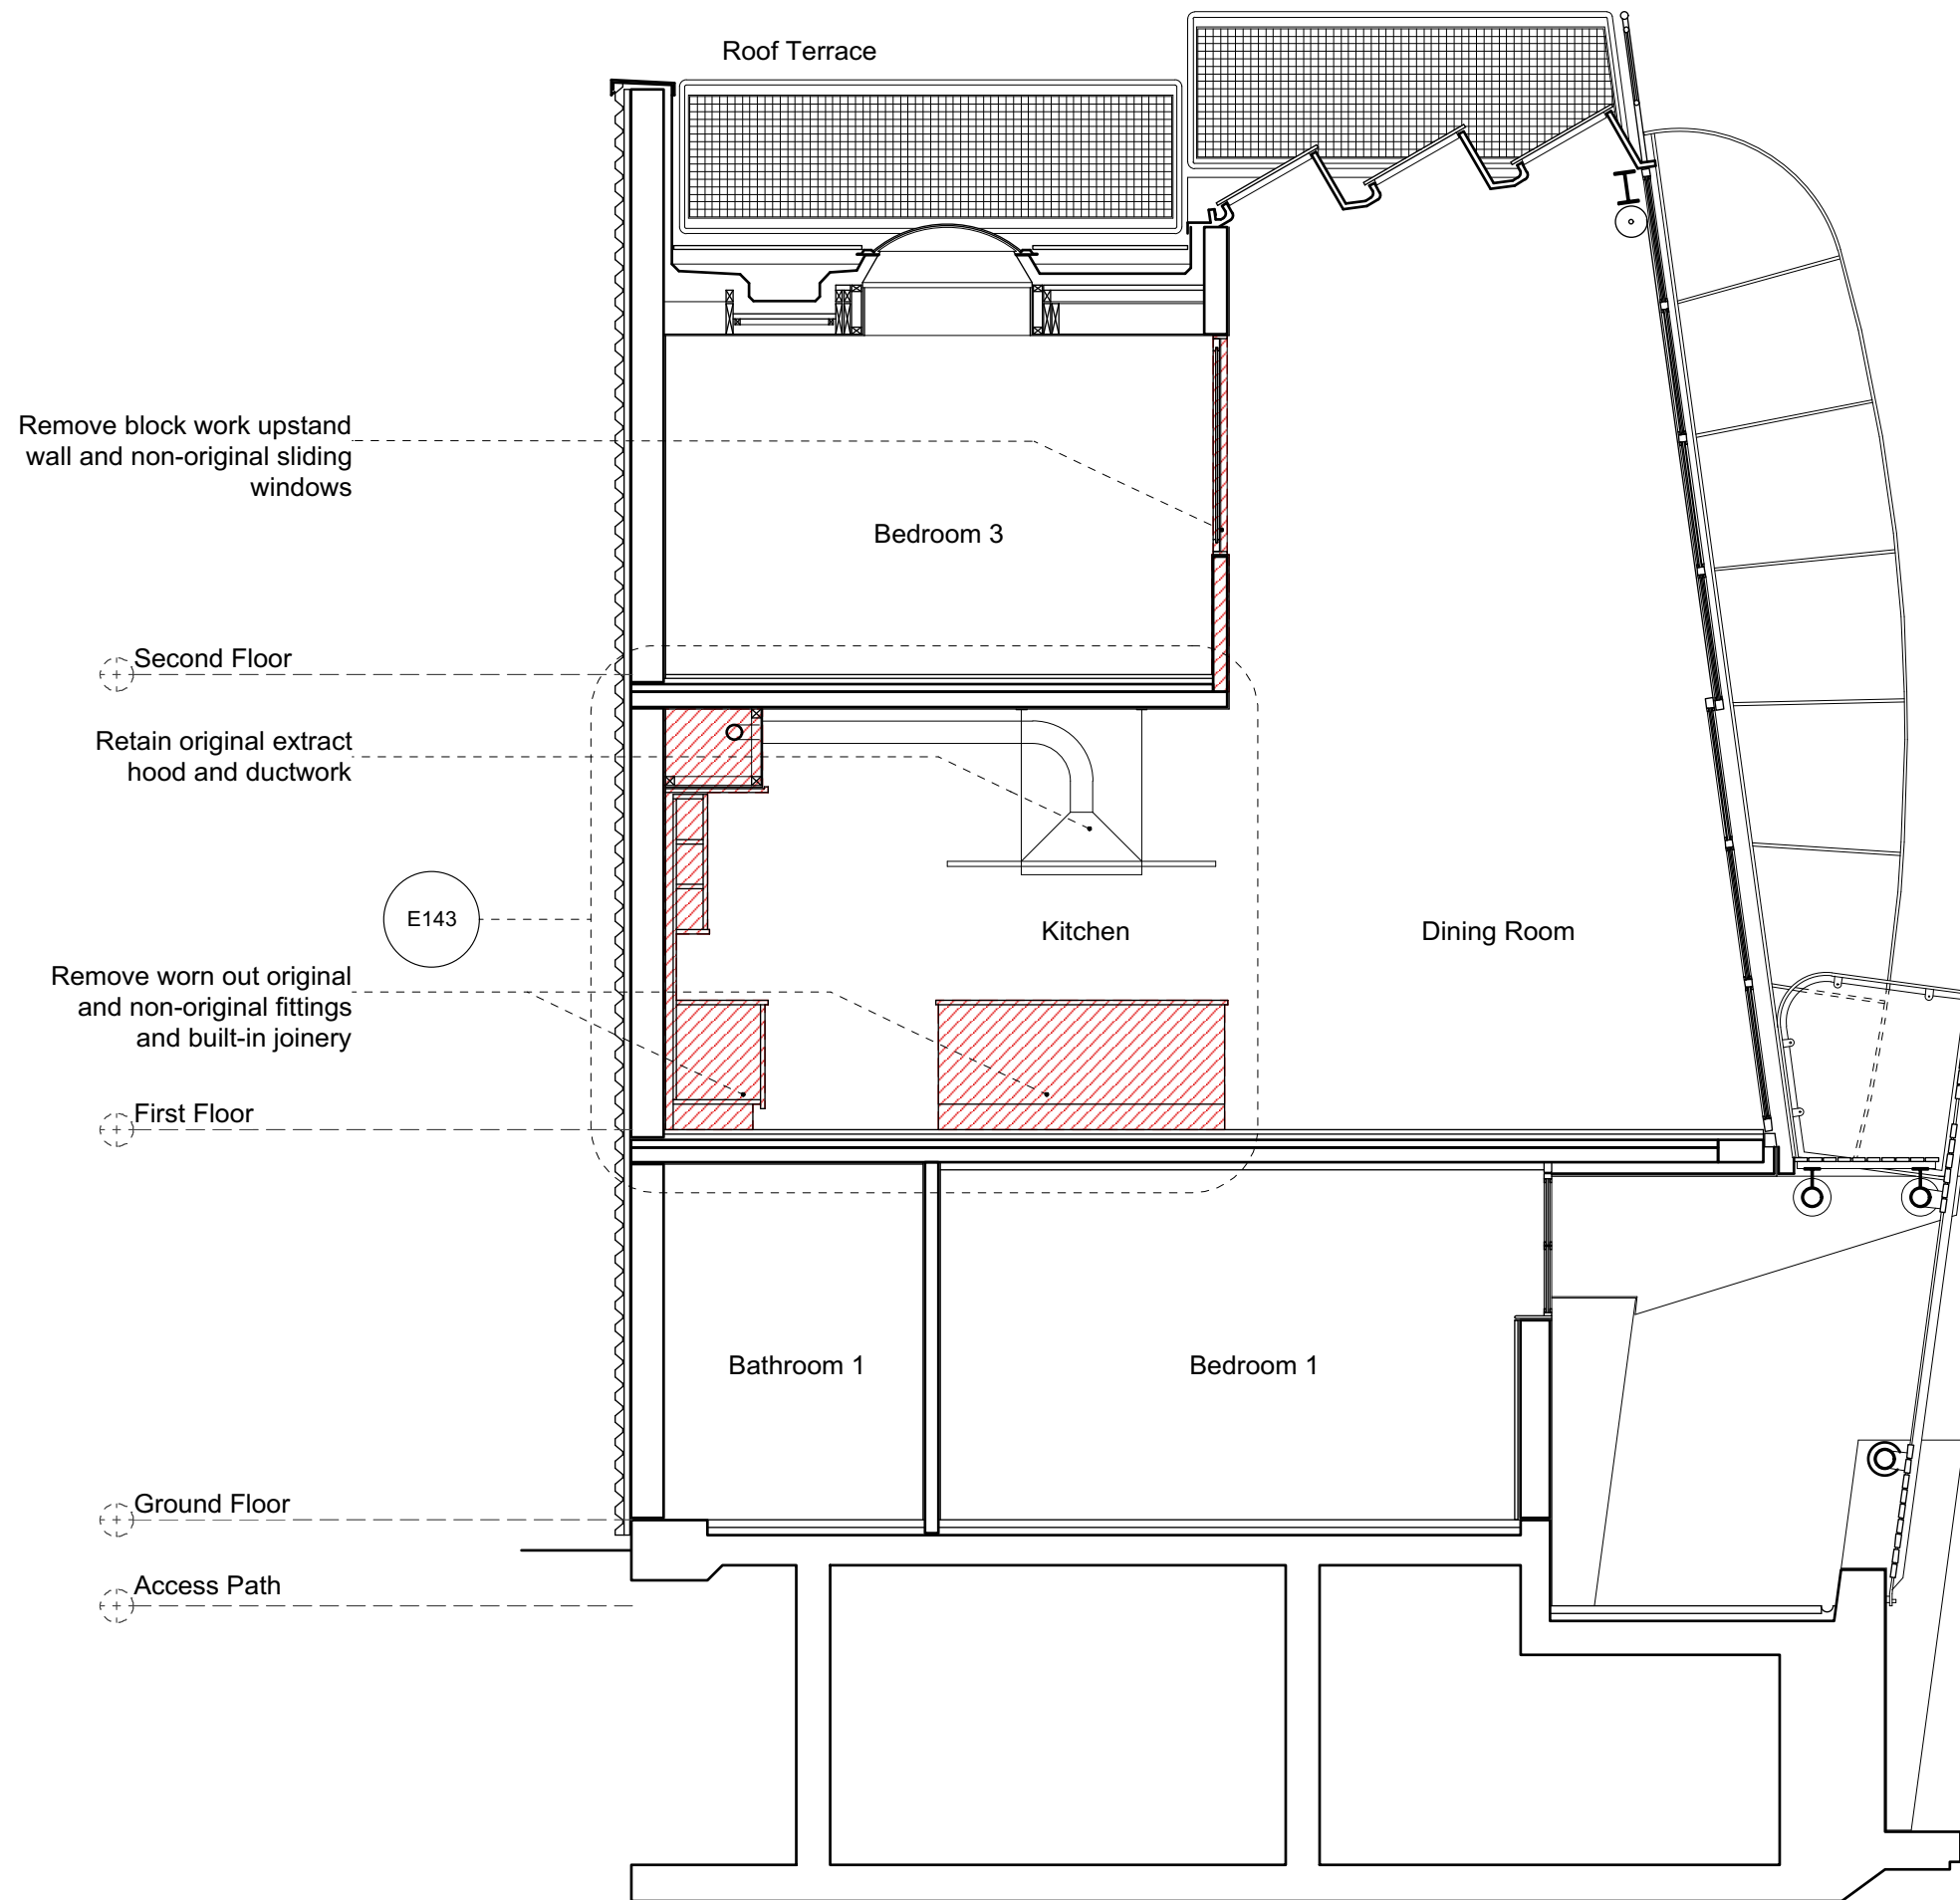 Roof Terrace
Remove block work upstand
wall and non-original sliding
windows
Bedroom 3
Second Floor
Retain original extract
hood and ductwork
E143
Kitchen
Dining Room
Remove worn out original
and non-original fittings
and built-in joinery
First Floor
Bathroom 1
Bedroom 1
Ground Floor
Access Path